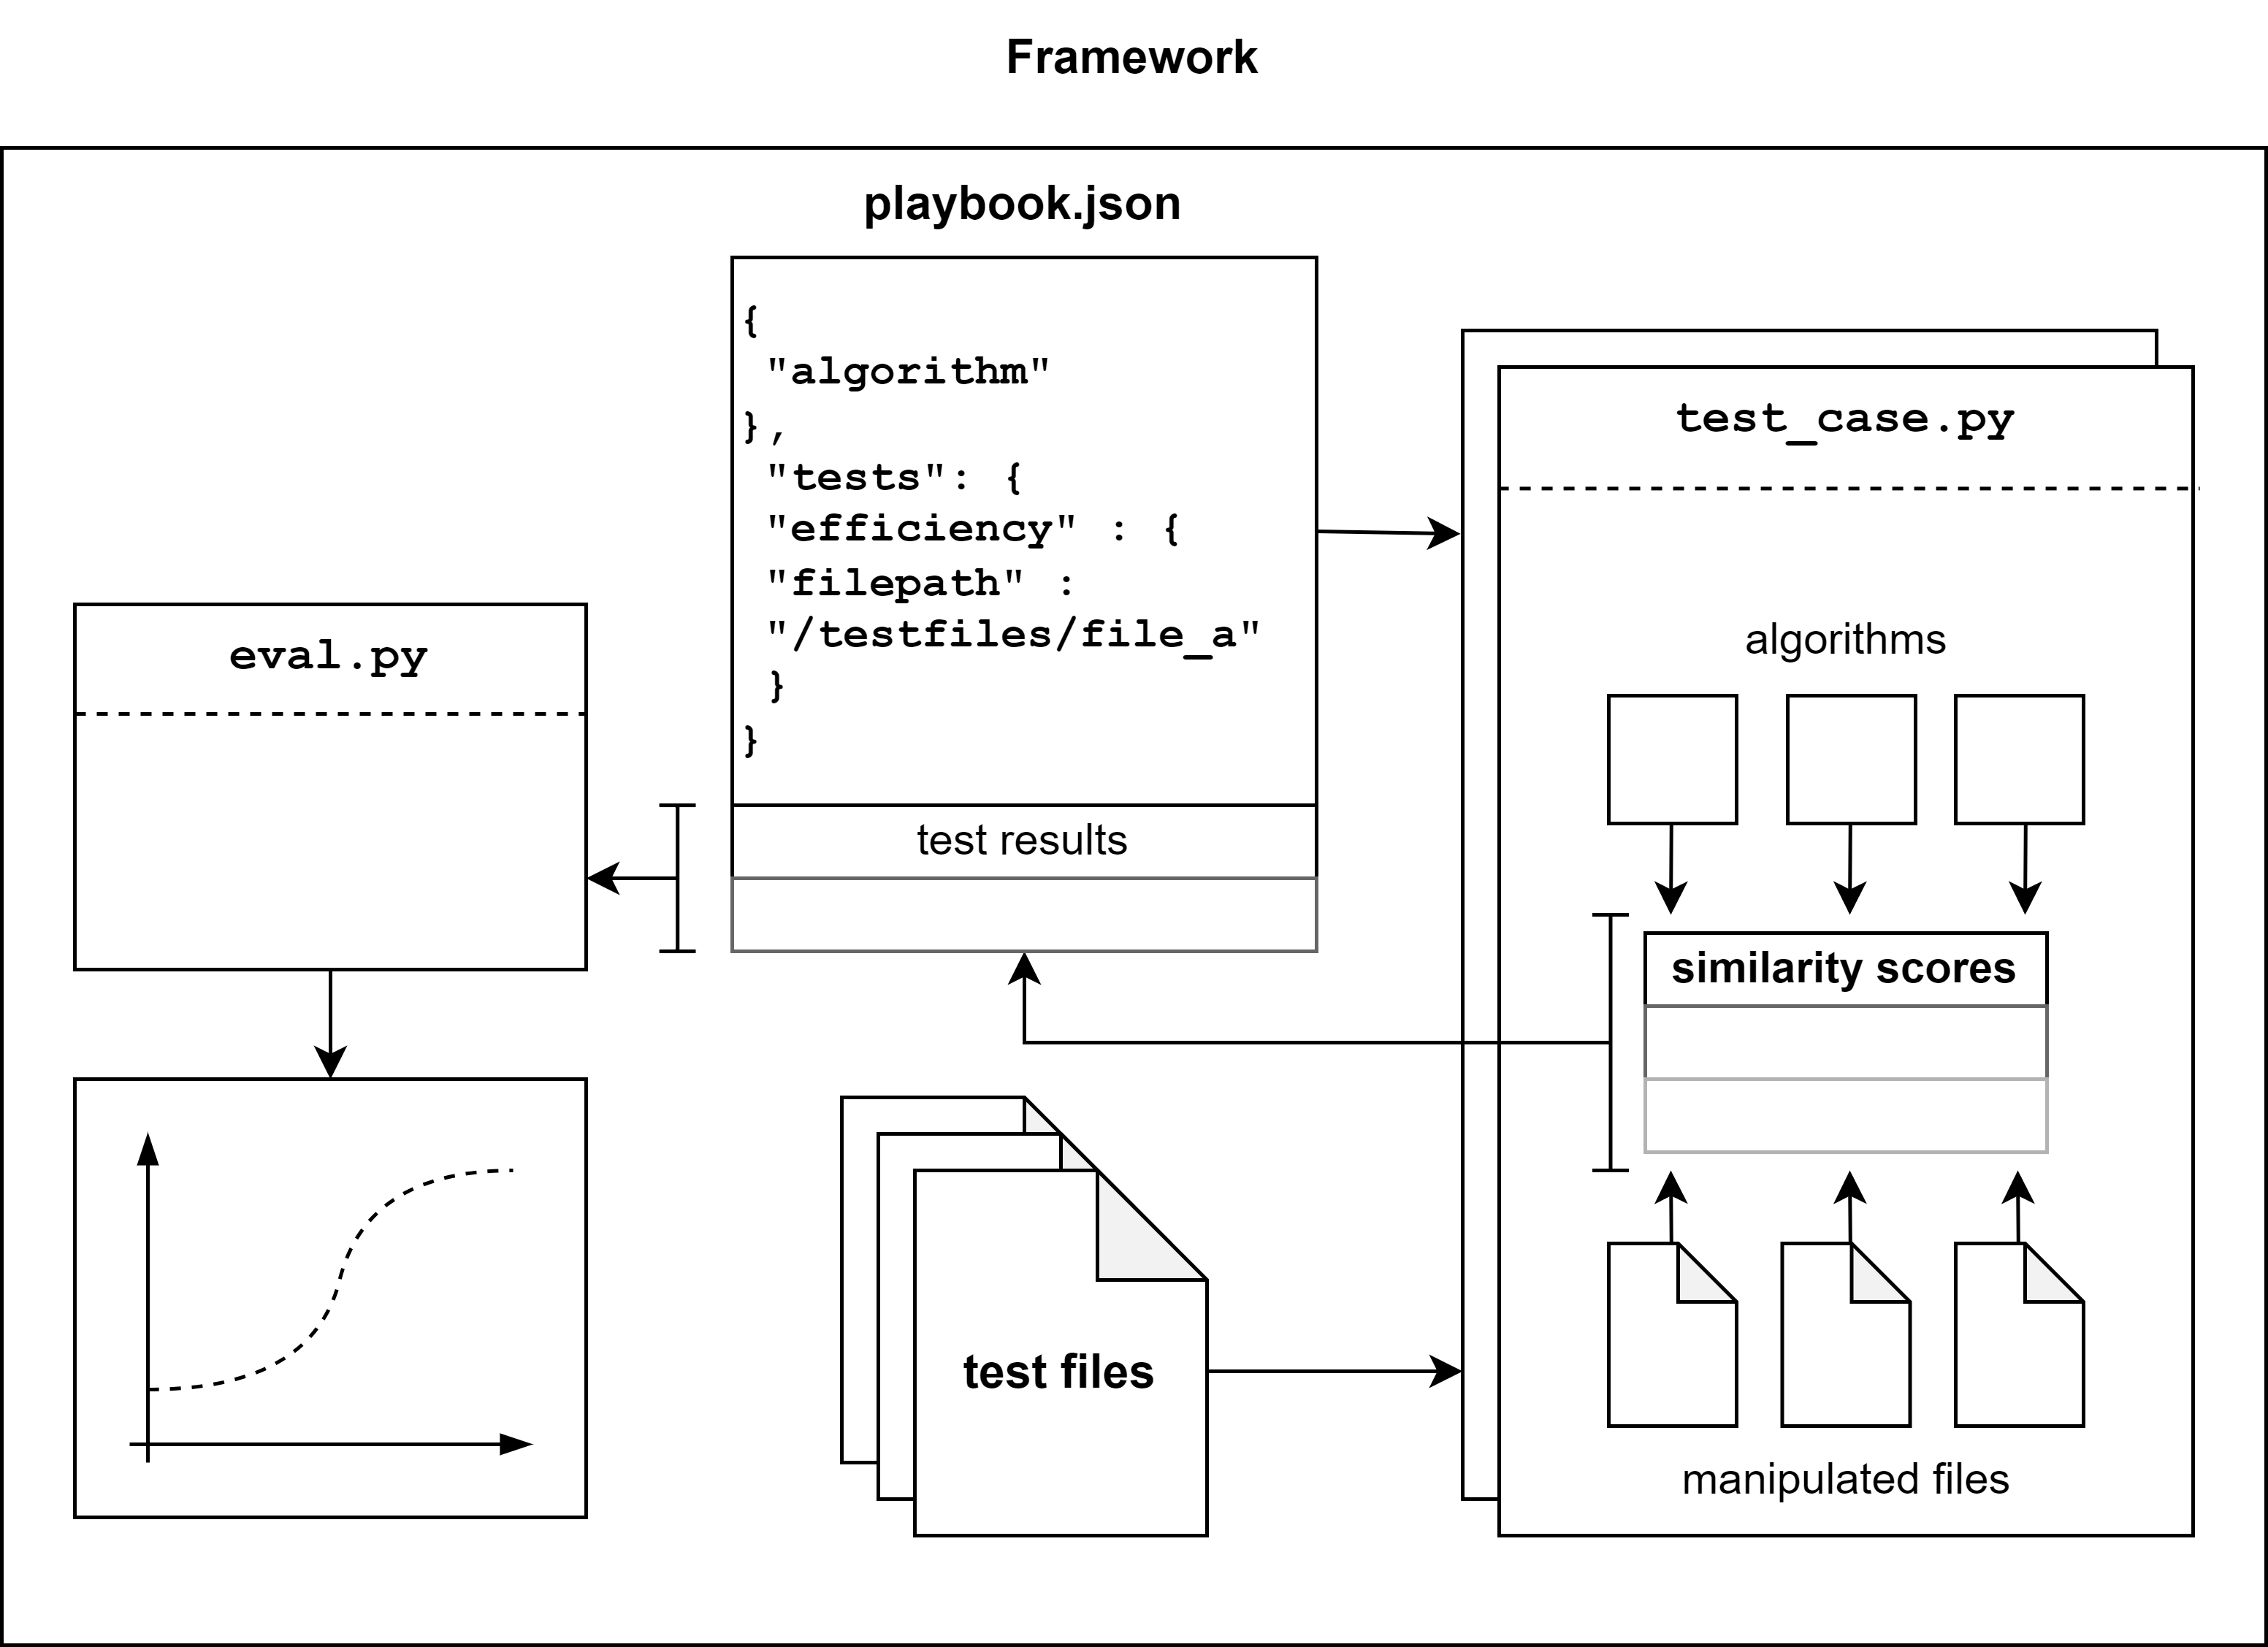 Framework
playbook.json
{
"algorithm"
},
"tests": {
"efficiency" : {
"filepath" :
"/testfiles/file_a"
}
}
test results
eval.py
test files
test_case.py
algorithms
similarity scores
manipulated files